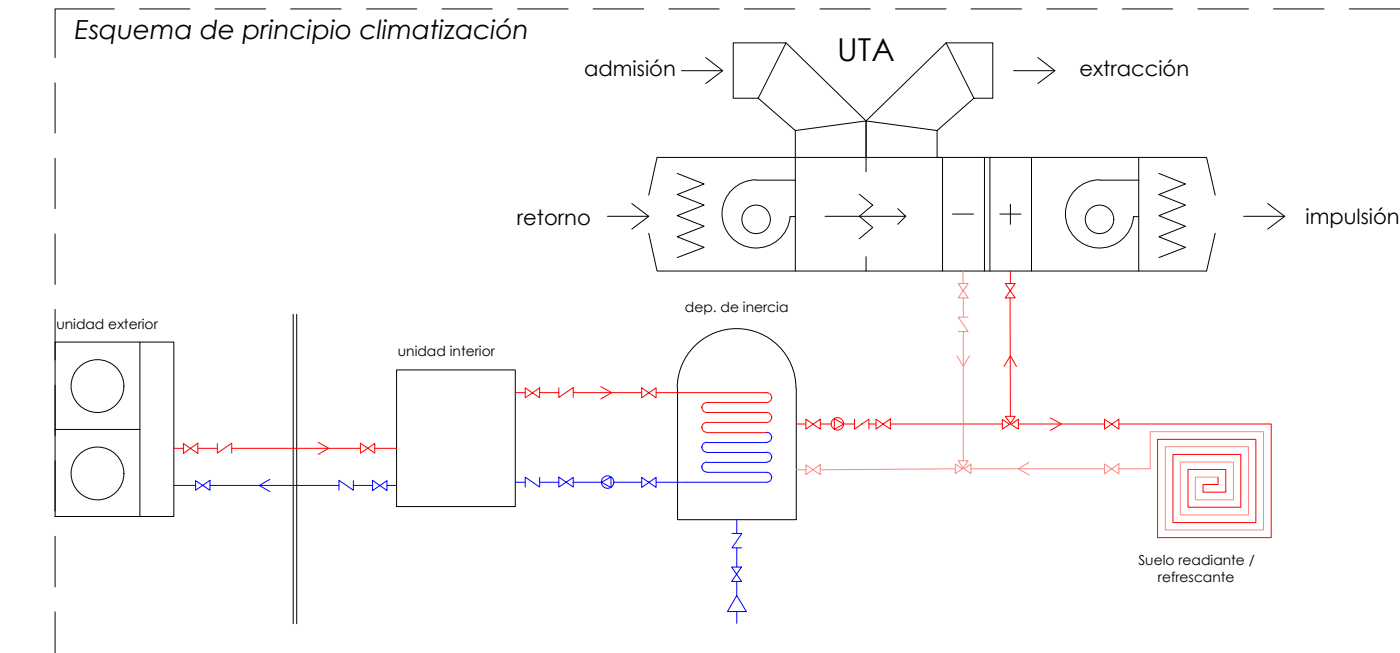 Esquema de principio climatización
UTA
admisión
extracción
retorno
impulsión
dep. de inercia
unidad exterior
unidad interior
Suelo readiante /
refrescante